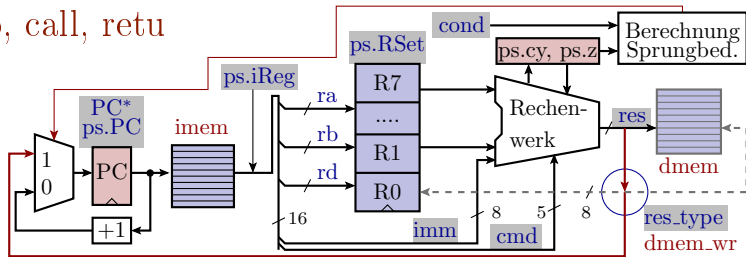 , call, retu
cond
ps.cy, ps.z
Berechnung
Sprungbed.
ps.RSet
ps.iReg
PC*
ps.PC
imem
1
0
PC
+1
ra
rb
rd
16
R7
....
R1
R0
Rechen-
werk
res
dmem
imm
8
cmd
5
8
res_type
dmem_wr